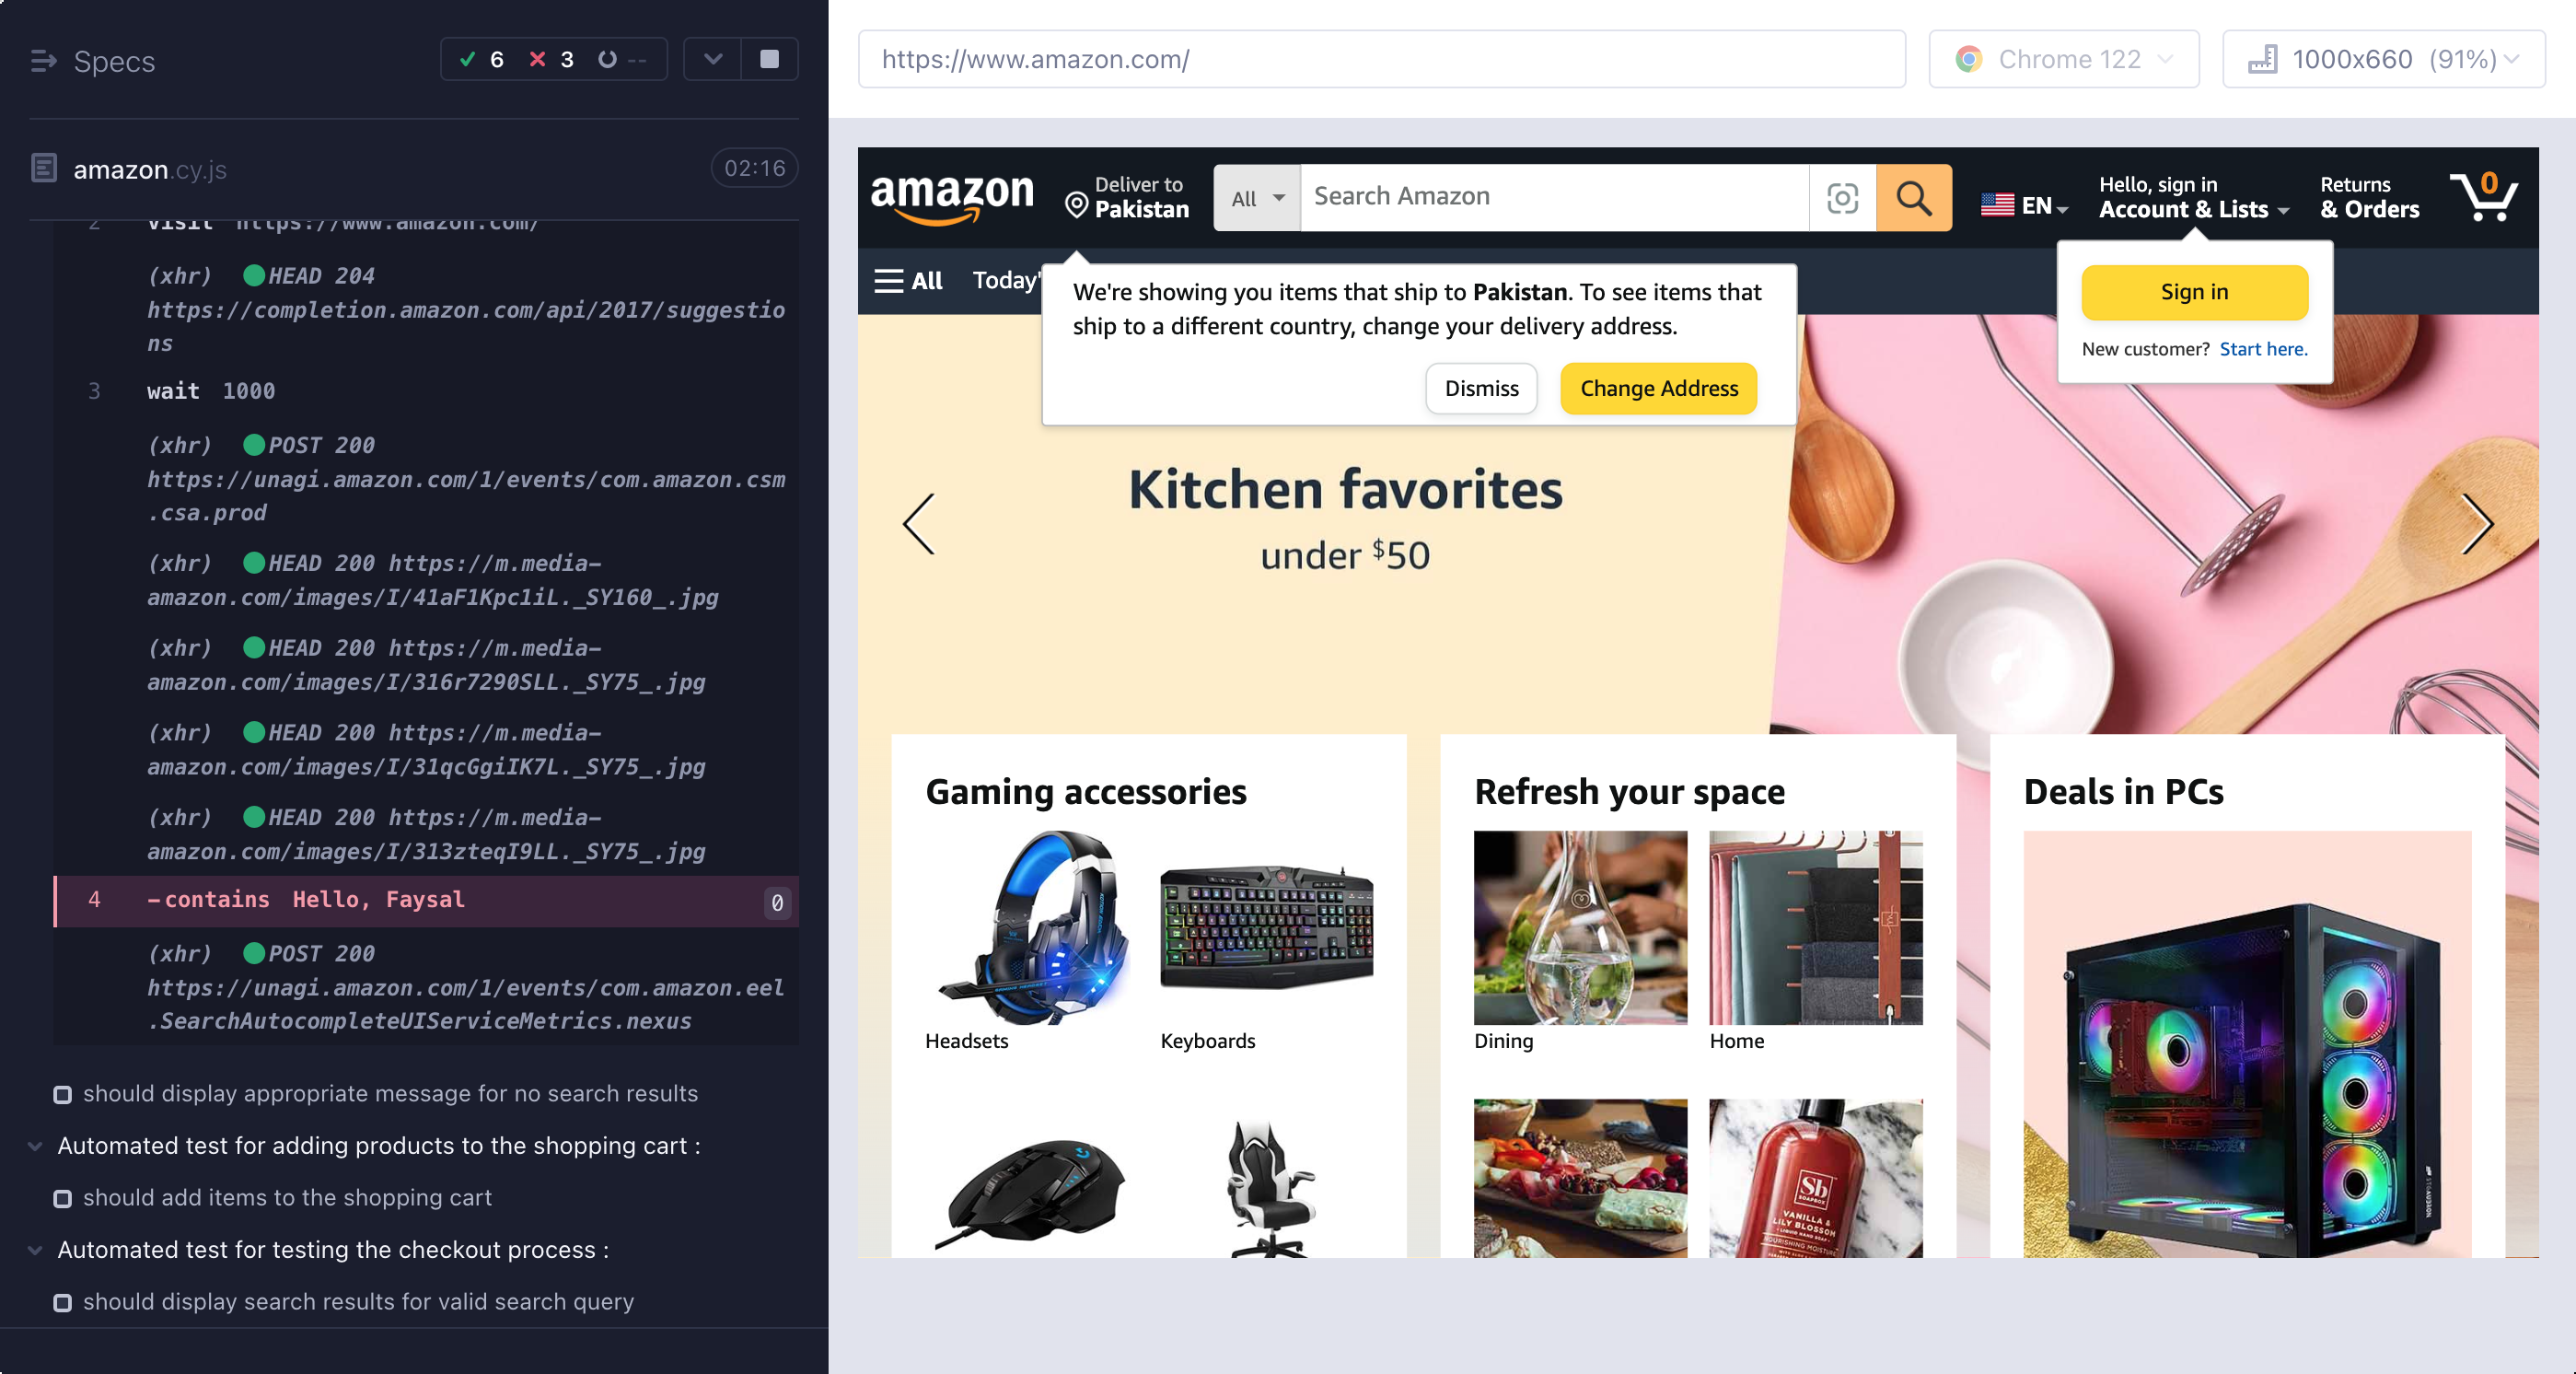 Specs
6 3 --
amazon.cy.js
02:16
2 visit https://www.amazon.com/
(xhr) HEAD 204
https://completion.amazon.com/api/2017/suggestio
ns
3 wait 1000
(xhr) POST 200
https://unagi.amazon.com/1/events/com.amazon.csm
.csa.prod
(xhr) HEAD 200 https://m.media-
amazon.com/images/I/41aF1Kpc1iL._SY160_.jpg
(xhr) HEAD 200 https://m.media-
amazon.com/images/I/316r7290SLL._SY75_.jpg
(xhr) HEAD 200 https://m.media-
amazon.com/images/I/31qcGgiIK7L._SY75_.jpg
(xhr) HEAD 200 https://m.media-
amazon.com/images/I/313zteqI9LL._SY75_.jpg
4 -contains Hello, Faysal 0
(xhr) POST 200
https://unagi.amazon.com/1/events/com.amazon.eel
.SearchAutocompleteUIServiceMetrics.nexus
should display appropriate message for no search results
Automated test for adding products to the shopping cart :
should add items to the shopping cart
Automated test for testing the checkout process :
should display search results for valid search query
https://www.amazon.com/
Chrome 122
1000x660 (91%)
amazon
Deliver to
Pakistan
All
Search Amazon
EN
Hello, sign in
Account & Lists
Returns
& Orders
0
All
Today'
We're showing you items that ship to Pakistan. To see items that
ship to a different country, change your delivery address.
Dismiss
Change Address
Sign in
New customer? Start here.
Kitchen favorites
under $50
Gaming accessories
Headsets
Keyboards
Refresh your space
Dining
Home
Sb
SOAPBOX
VANILLA &
LILY BLOSSOM
NOURISHING MOISTURE
Deals in PCs